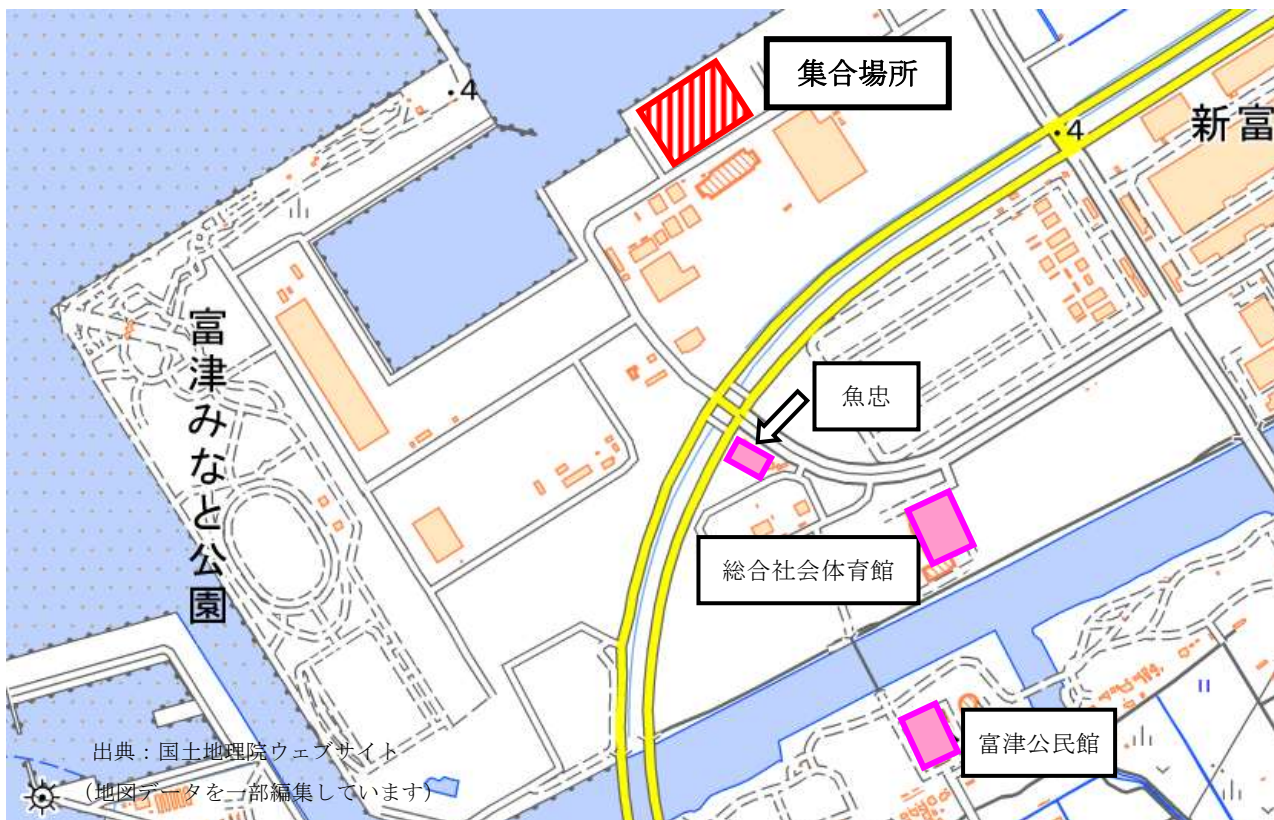 集合場所
・4
・4
新富
魚忠
富津みなと公園
総合社会体育館
富津公民館
出典：国土地理院ウェブサイト
（地図データを一部編集しています）